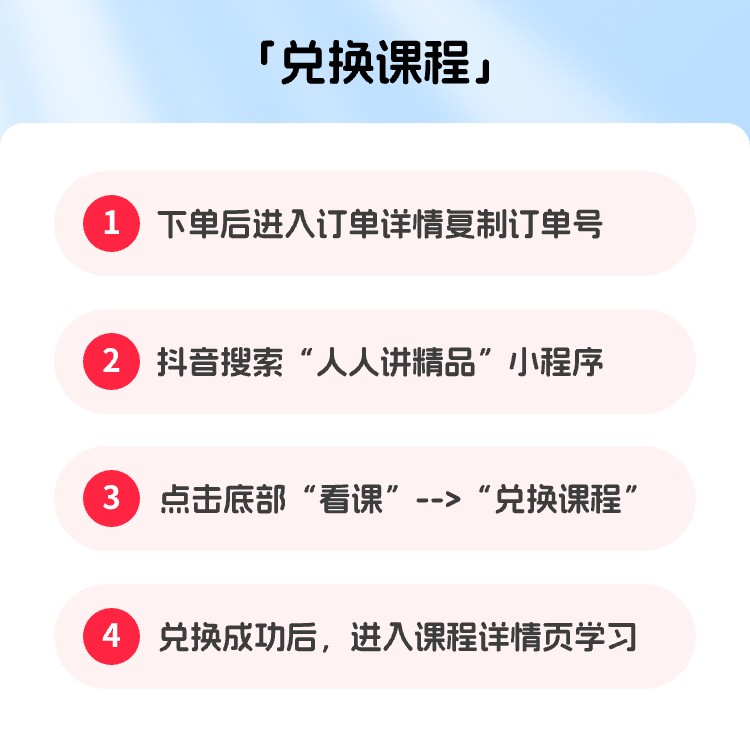 「兑换课程」
1 下单后进入订单详情复制订单号
2 抖音搜索“人人讲精品”小程序
3 点击底部“看课”-->“兑换课程”
4 兑换成功后，进入课程详情页学习